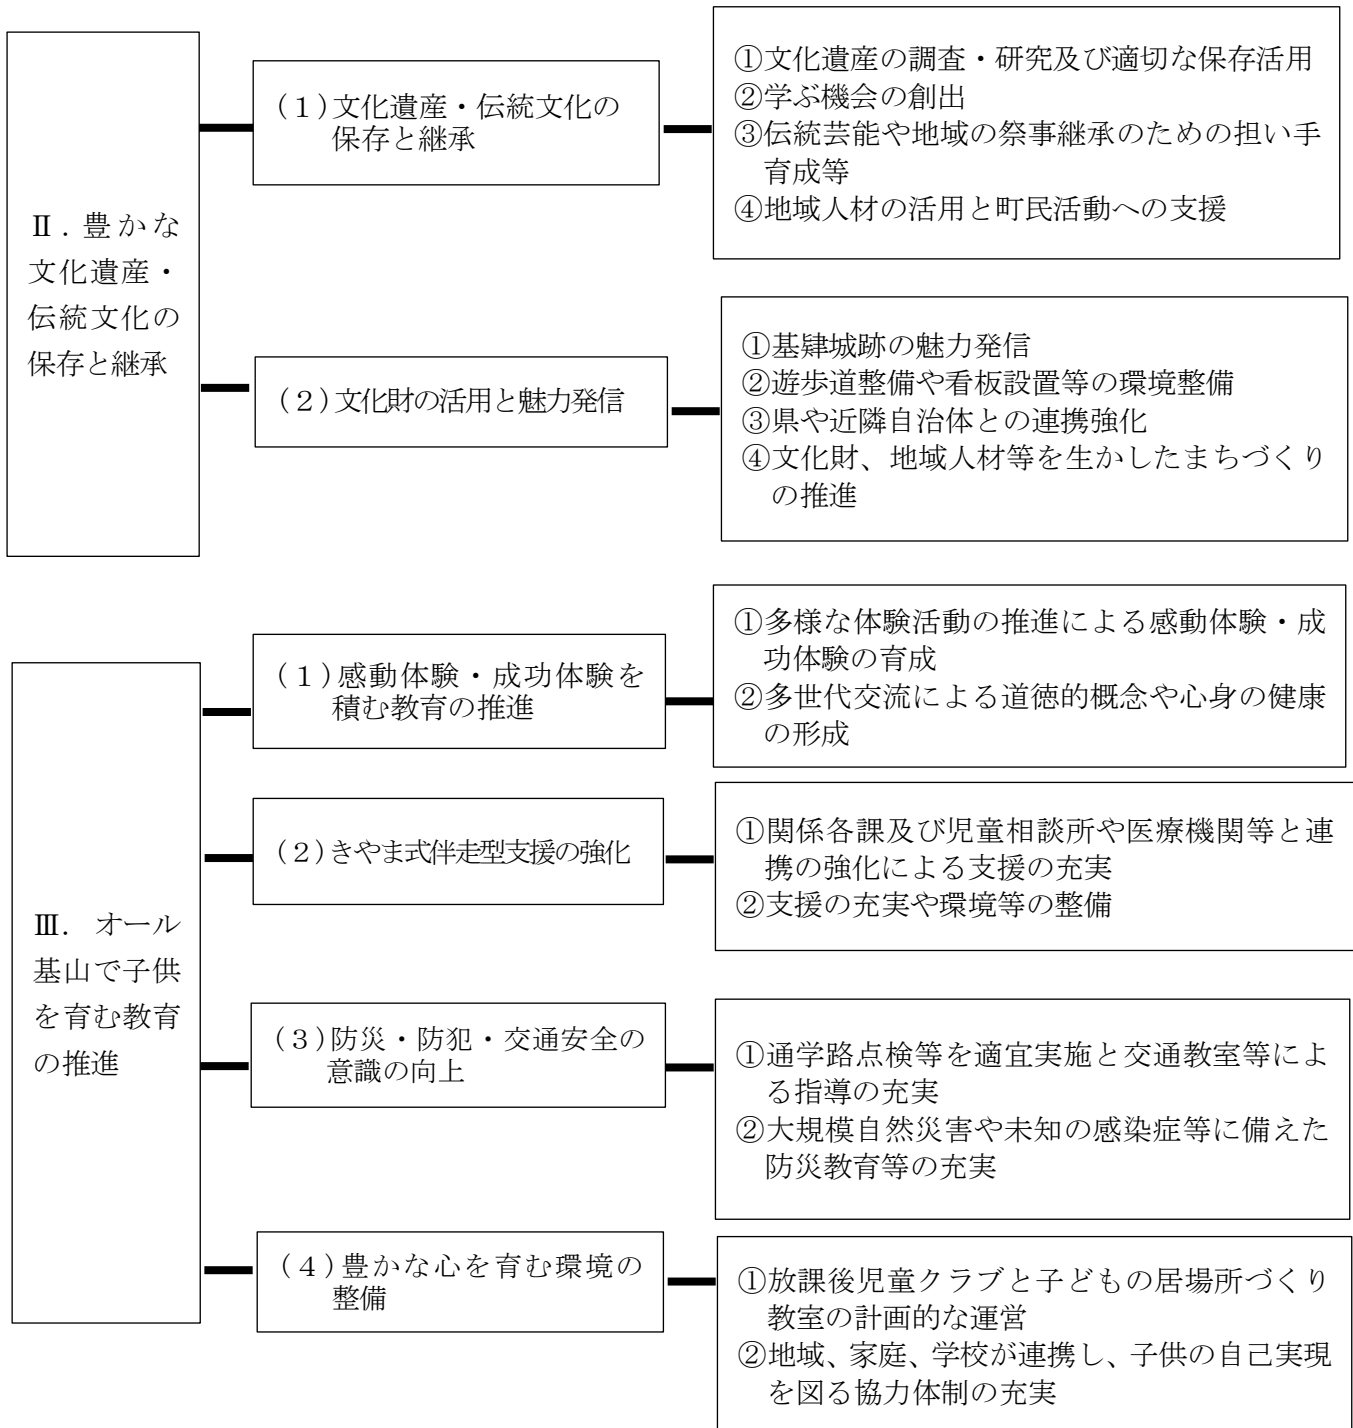 Ⅱ．豊かな
文化遺産・
伝統文化の
保存と継承
（１）文化遺産・伝統文化の
保存と継承
①文化遺産の調査・研究及び適切な保存活用
②学ぶ機会の創出
③伝統芸能や地域の祭事継承のための担い手
育成等
④地域人材の活用と町民活動への支援
（２）文化財の活用と魅力発信
①基肄城跡の魅力発信
②遊歩道整備や看板設置等の環境整備
③県や近隣自治体との連携強化
④文化財、地域人材等を生かしたまちづくり
の推進
Ⅲ．オール
基山で子供
を育む教育
の推進
（１）感動体験・成功体験を
積む教育の推進
①多様な体験活動の推進による感動体験・成
功体験の育成
②多世代交流による道徳的概念や心身の健康
の形成
（２）きやま式伴走型支援の強化
①関係各課及び児童相談所や医療機関等と連
携の強化による支援の充実
②支援の充実や環境等の整備
（３）防災・防犯・交通安全の
意識の向上
①通学路点検等を適宜実施と交通教室等によ
る指導の充実
②大規模自然災害や未知の感染症等に備えた
防災教育等の充実
（４）豊かな心を育む環境の
整備
①放課後児童クラブと子どもの居場所づくり
教室の計画的な運営
②地域、家庭、学校が連携し、子供の自己実現
を図る協力体制の充実